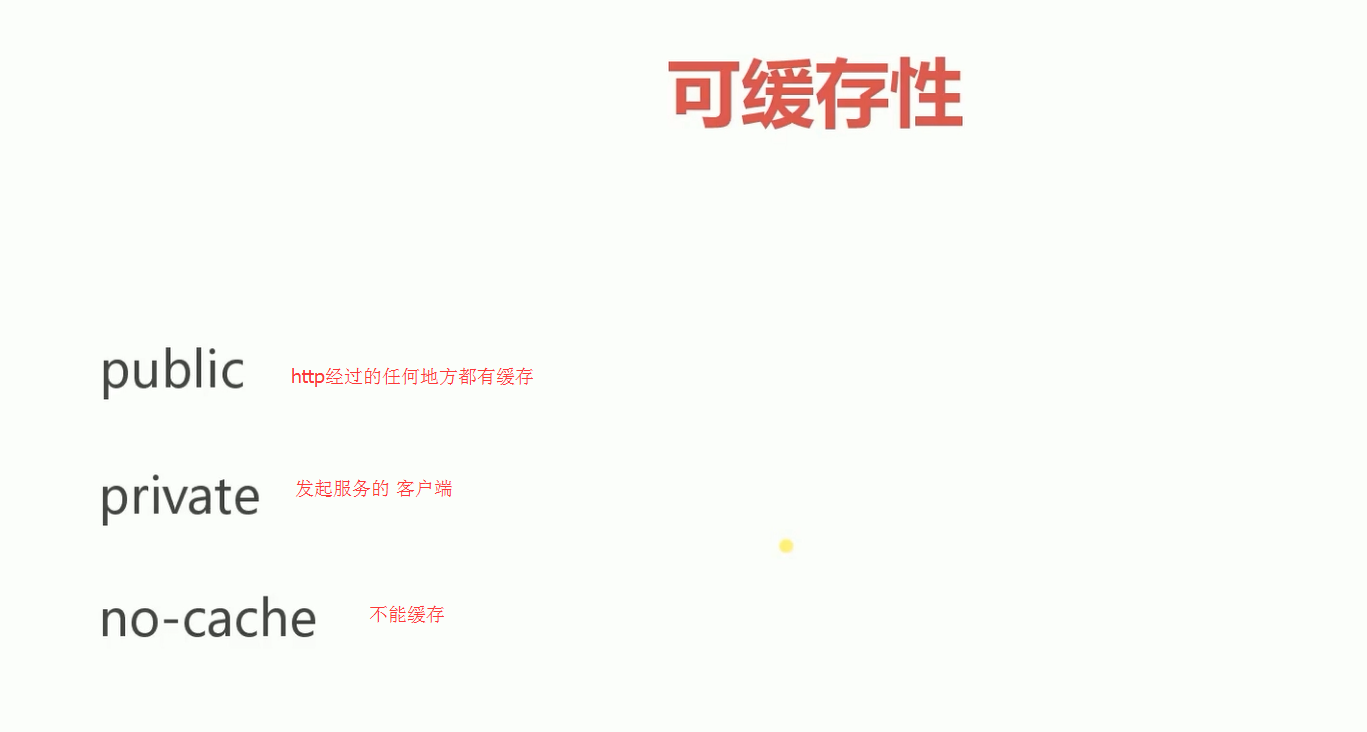 可缓存性
public http经过的任何地方都有缓存
private 发起服务的 客户端
no-cache 不能缓存